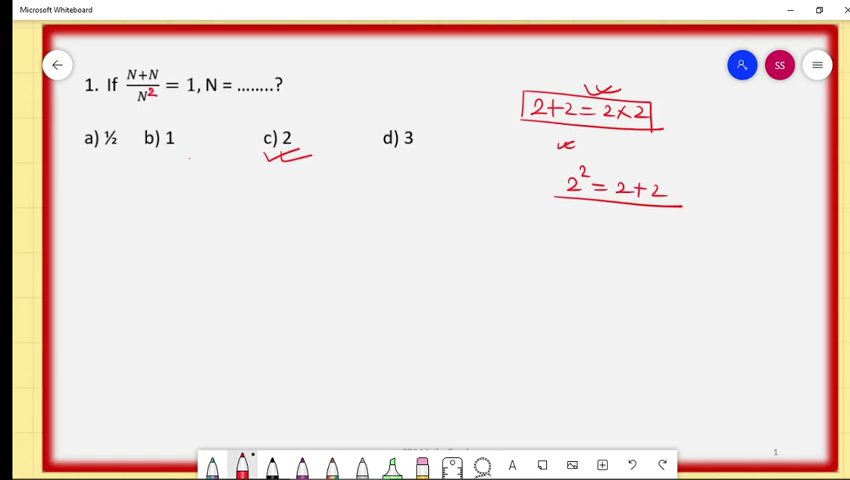 Microsoft Whiteboard
SS
1. If N+N/N² = 1, N = ........?
a) ½ b) 1 c) 2 d) 3
2+2 = 2×2
2² = 2+2
1
A